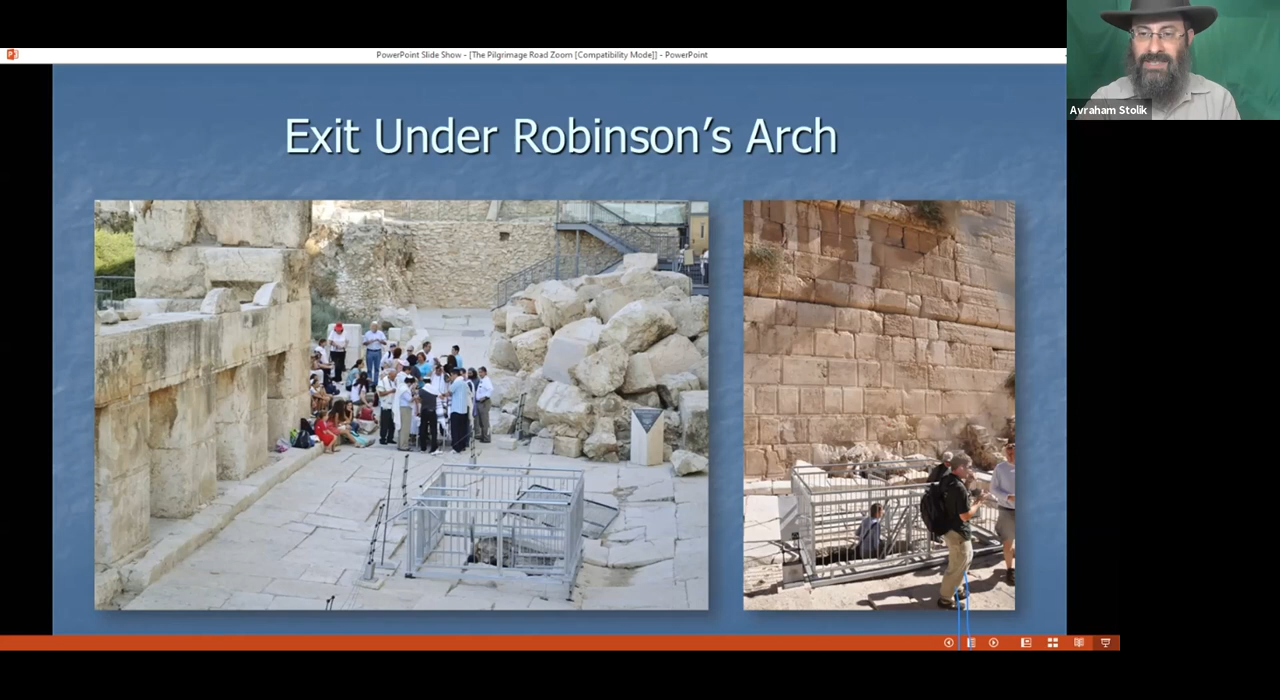 PowerPoint Slide Show - [The Pilgrimage Road Zoom [Compatibility Mode]] - PowerPoint
Avraham Stolik
Exit Under Robinson's Arch